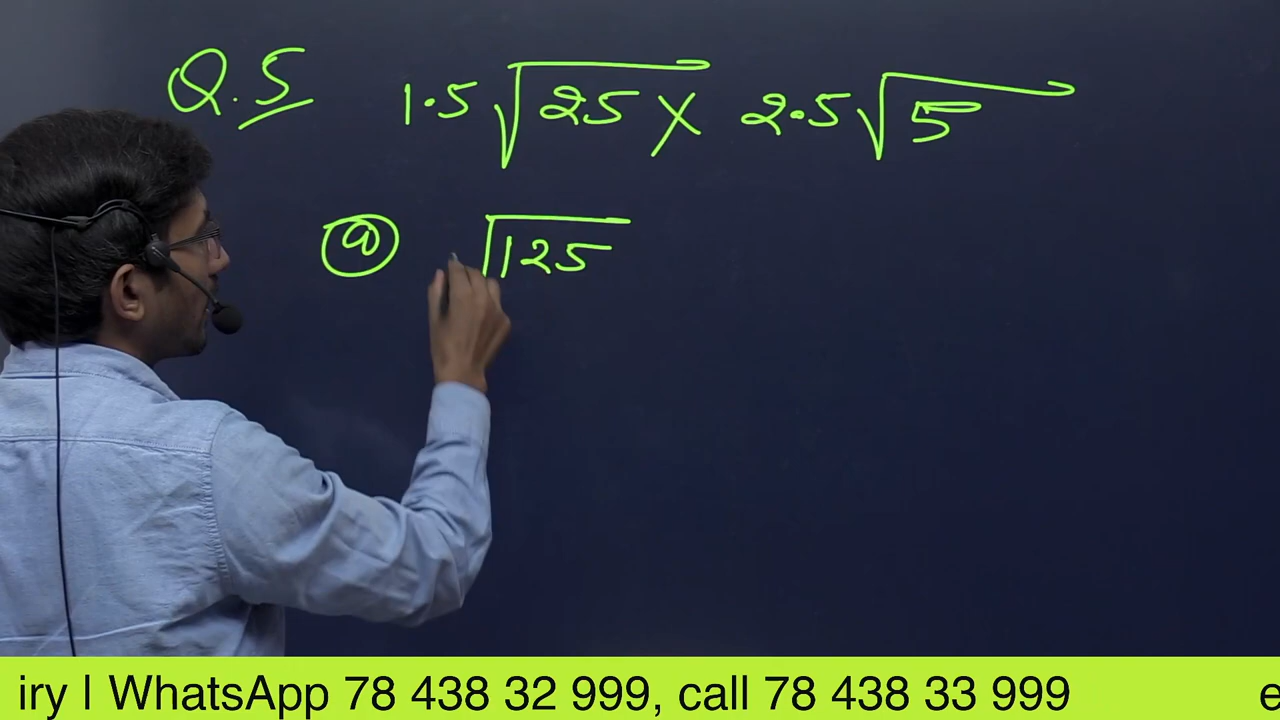 Q.5 1.5 √25 X 2.5 √5
a √125
iry I WhatsApp 78 438 32 999, call 78 438 33 999 e